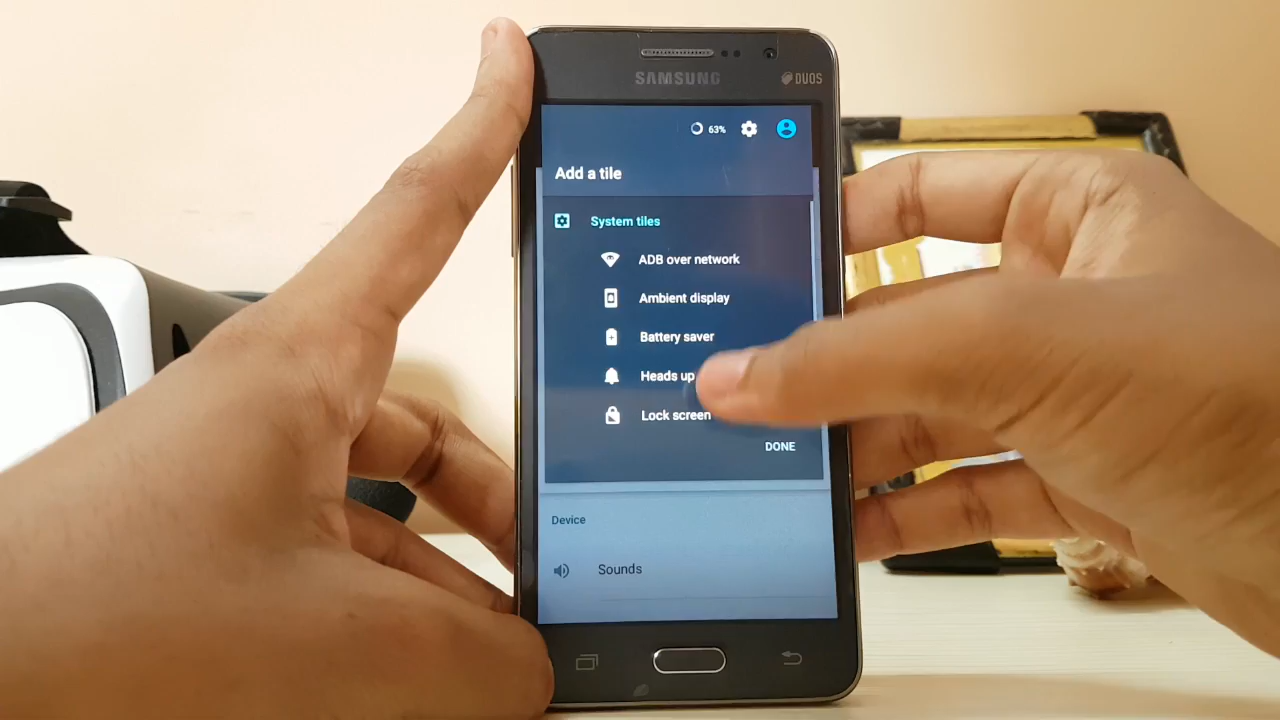 SAMSUNG
DUOS
63%
Add a tile
System tiles
ADB over network
Ambient display
Battery saver
Heads up
Lock screen
DONE
Device
Sounds